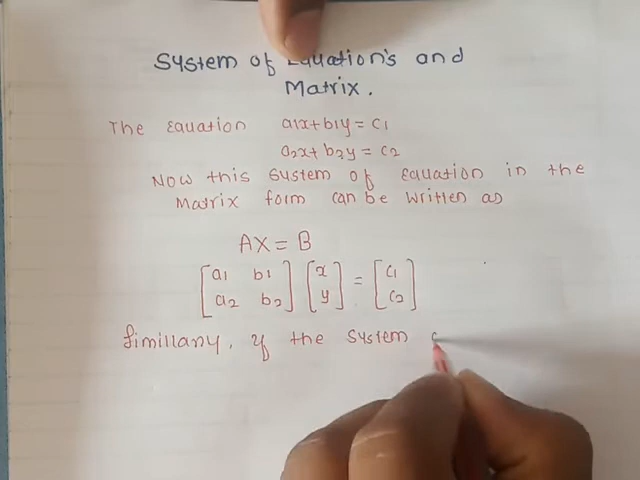 System of Equation's and
Matrix.
The Equation a1x+b1y = c1
a2x+b2y = c2
Now this system of Equation in the
Matrix form can be written as
AX = B
[a1 b1] [x] = [c1]
[a2 b2] [y] = [c2]
Similary, if the system